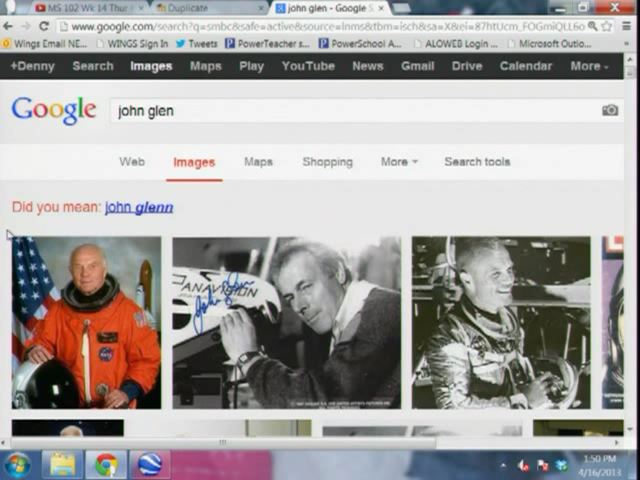 MS 102 Wk 14 Thur
Duplicate
john glen - Google S
www.google.com/search?q=smbc&safe=active&source=lnms&tbm=isch&sa=X&ei=87htUcm_FOGmiQLL6o
Wings Email NE... WINGS Sign In Tweets PowerTeacher s... PowerSchool A... ALOWEB Login ... Microsoft Outlo...
+Denny Search Images Maps Play YouTube News Gmail Drive Calendar More
Google john glen
Web Images Maps Shopping More Search tools
Did you mean: john glenn
PANAVISION
1:50 PM
4/16/2013